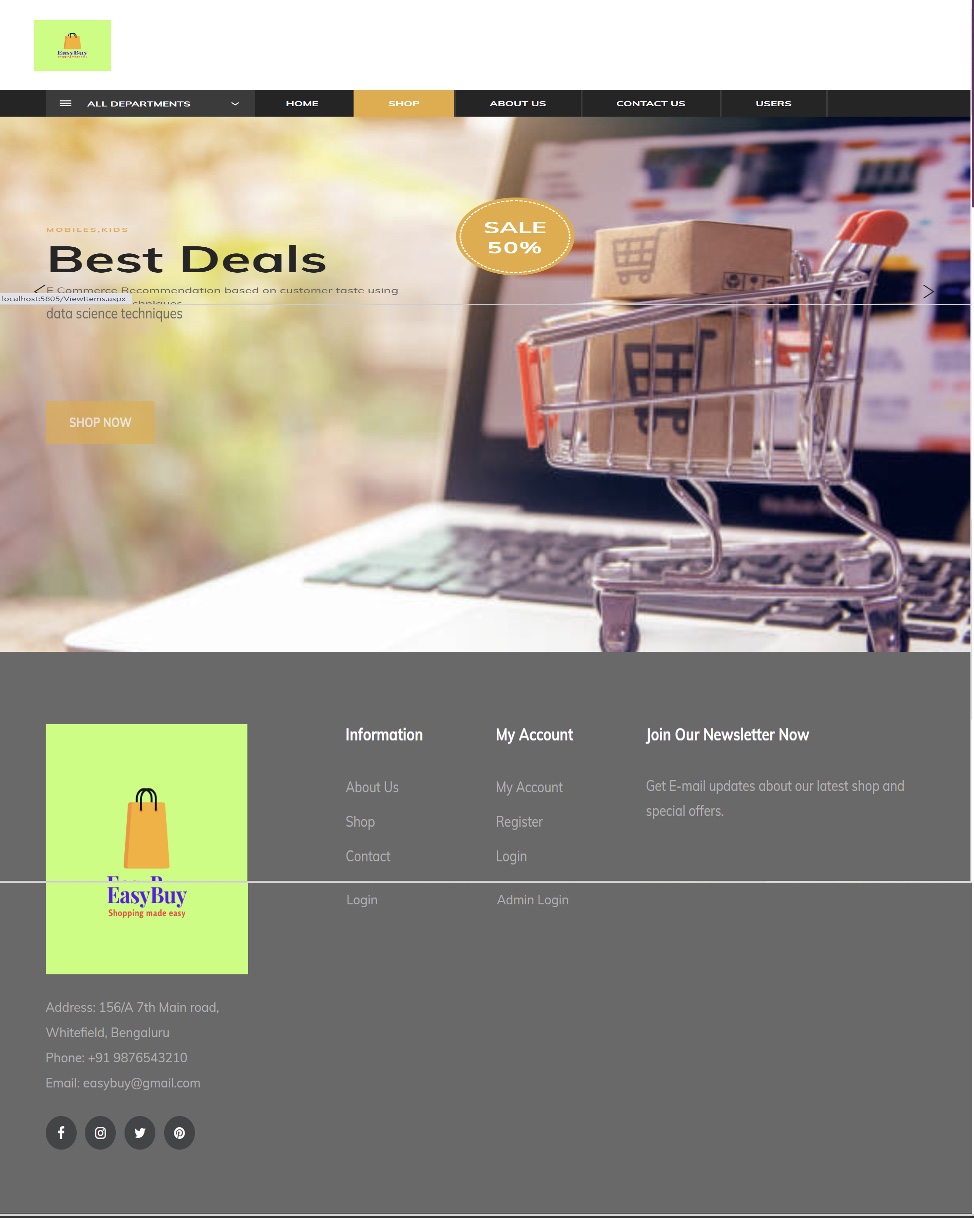 EasyBuy
ALL DEPARTMENTS
HOME
SHOP
ABOUT US
CONTACT US
USERS
MOBILES,KIDS
Best Deals
E Commerce Recommendation based on customer taste using
data science techniques
localhost:5805/ViewItems.aspx
SHOP NOW
SALE
50%
Information
About Us
Shop
Contact
Login
My Account
My Account
Register
Login
Admin Login
Join Our Newsletter Now
Get E-mail updates about our latest shop and
special offers.
EasyBuy
Shopping made easy
Address: 156/A 7th Main road,
Whitefield, Bengaluru
Phone: +91 9876543210
Email: easybuy@gmail.com